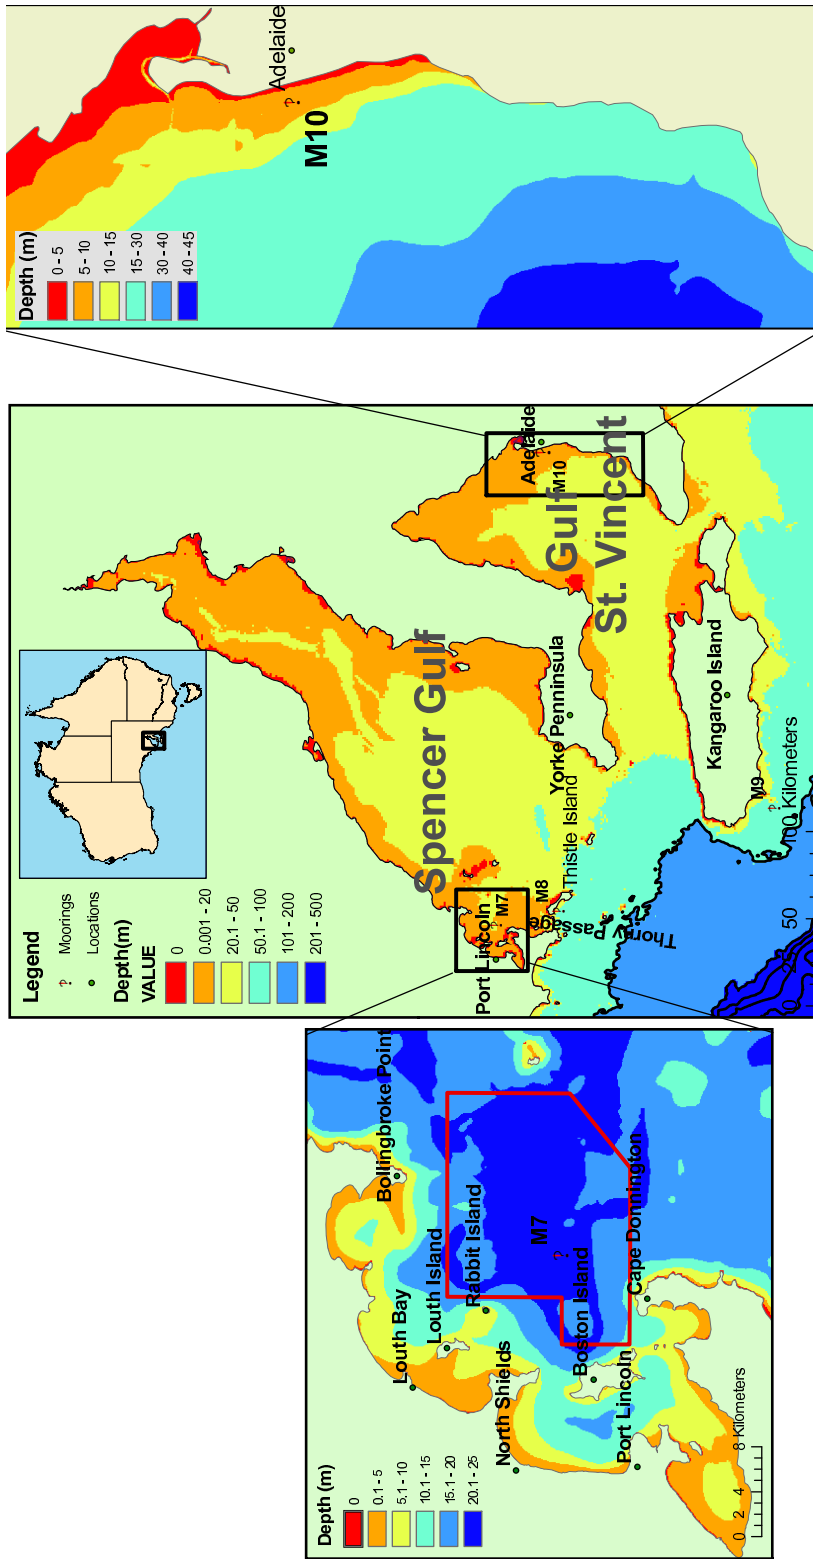 Depth (m)
0
0.1 - 5
5.1 - 10
10.1 - 15
15.1 - 20
20.1 - 25
Bollingbroke Point
Louth Bay
Louth Island
Rabbit Island
North Shields
M7
Boston Island
Port Lincoln
Cape Donnington
0 2 4 8 Kilometers
Legend
? Moorings
Locations
Depth(m)
VALUE
0
0.001 - 20
20.1 - 50
50.1 - 100
101 - 200
201 - 500
Spencer Gulf
Port Lincoln
M7
M8
Thorny Passage
Thistle Island
Yorke Penninsula
Gulf
St. Vincent
Adelaide
M10
Kangaroo Island
M9
0 50 100 Kilometers
Depth (m)
0 - 5
5 - 10
10 - 15
15 - 30
30 - 40
40 - 45
Adelaide
M10